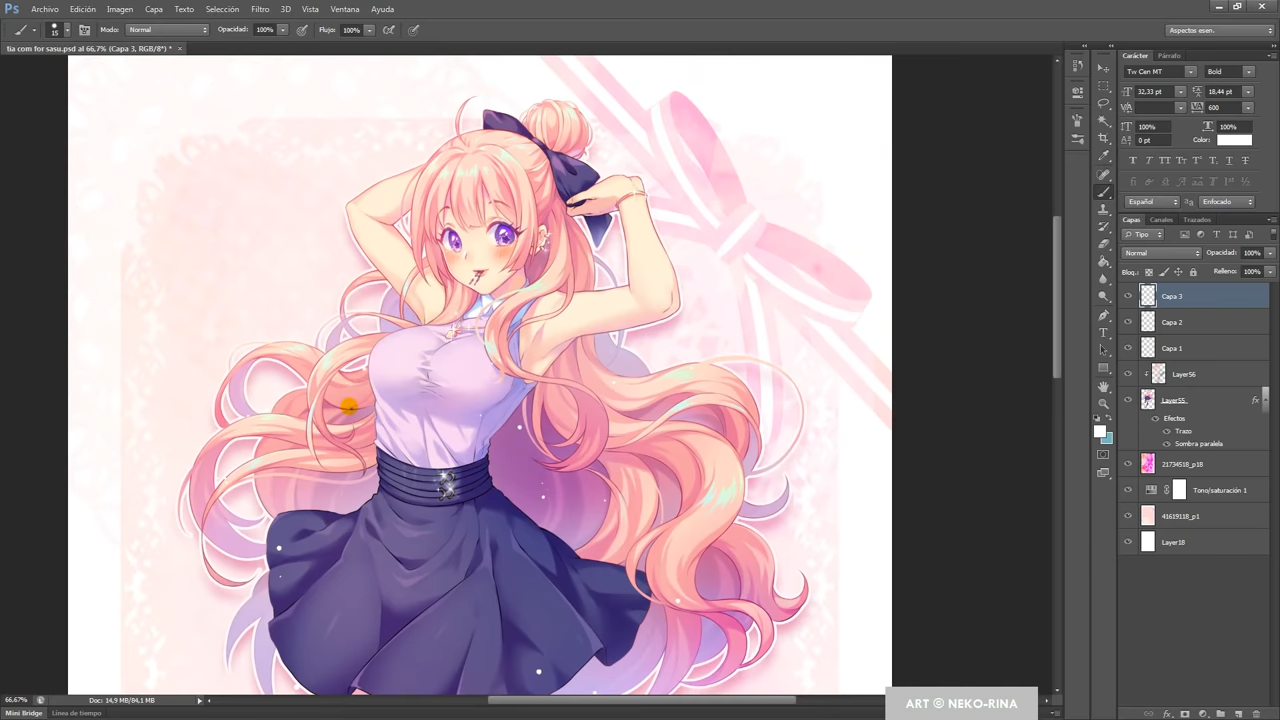 Ps Archivo Edición Imagen Capa Texto Selección Filtro 3D Vista Ventana Ayuda
15 Modo: Normal Opacidad: 100% Flujo: 100% Aspectos esen.
tia com for sasu.psd al 66,7% (Capa 3, RGB/8*) * ×
Carácter Párrafo
Tw Cen MT Bold
32,33 pt 18,44 pt
600
100% 100%
0 pt Color:
Español Enfocado
Capas Canales Trazados
Tipo
Normal Opacidad: 100%
Bloq.: Relleno: 100%
Capa 3
Capa 2
Capa 1
Layer56
Layer55 fx
Efectos
Trazo
Sombra paralela
21734518_p18
Tono/saturación 1
41619118_p1
Layer18
66,67% Doc: 14,9 MB/84,1 MB
ART © NEKO-RINA
Mini Bridge Línea de tiempo